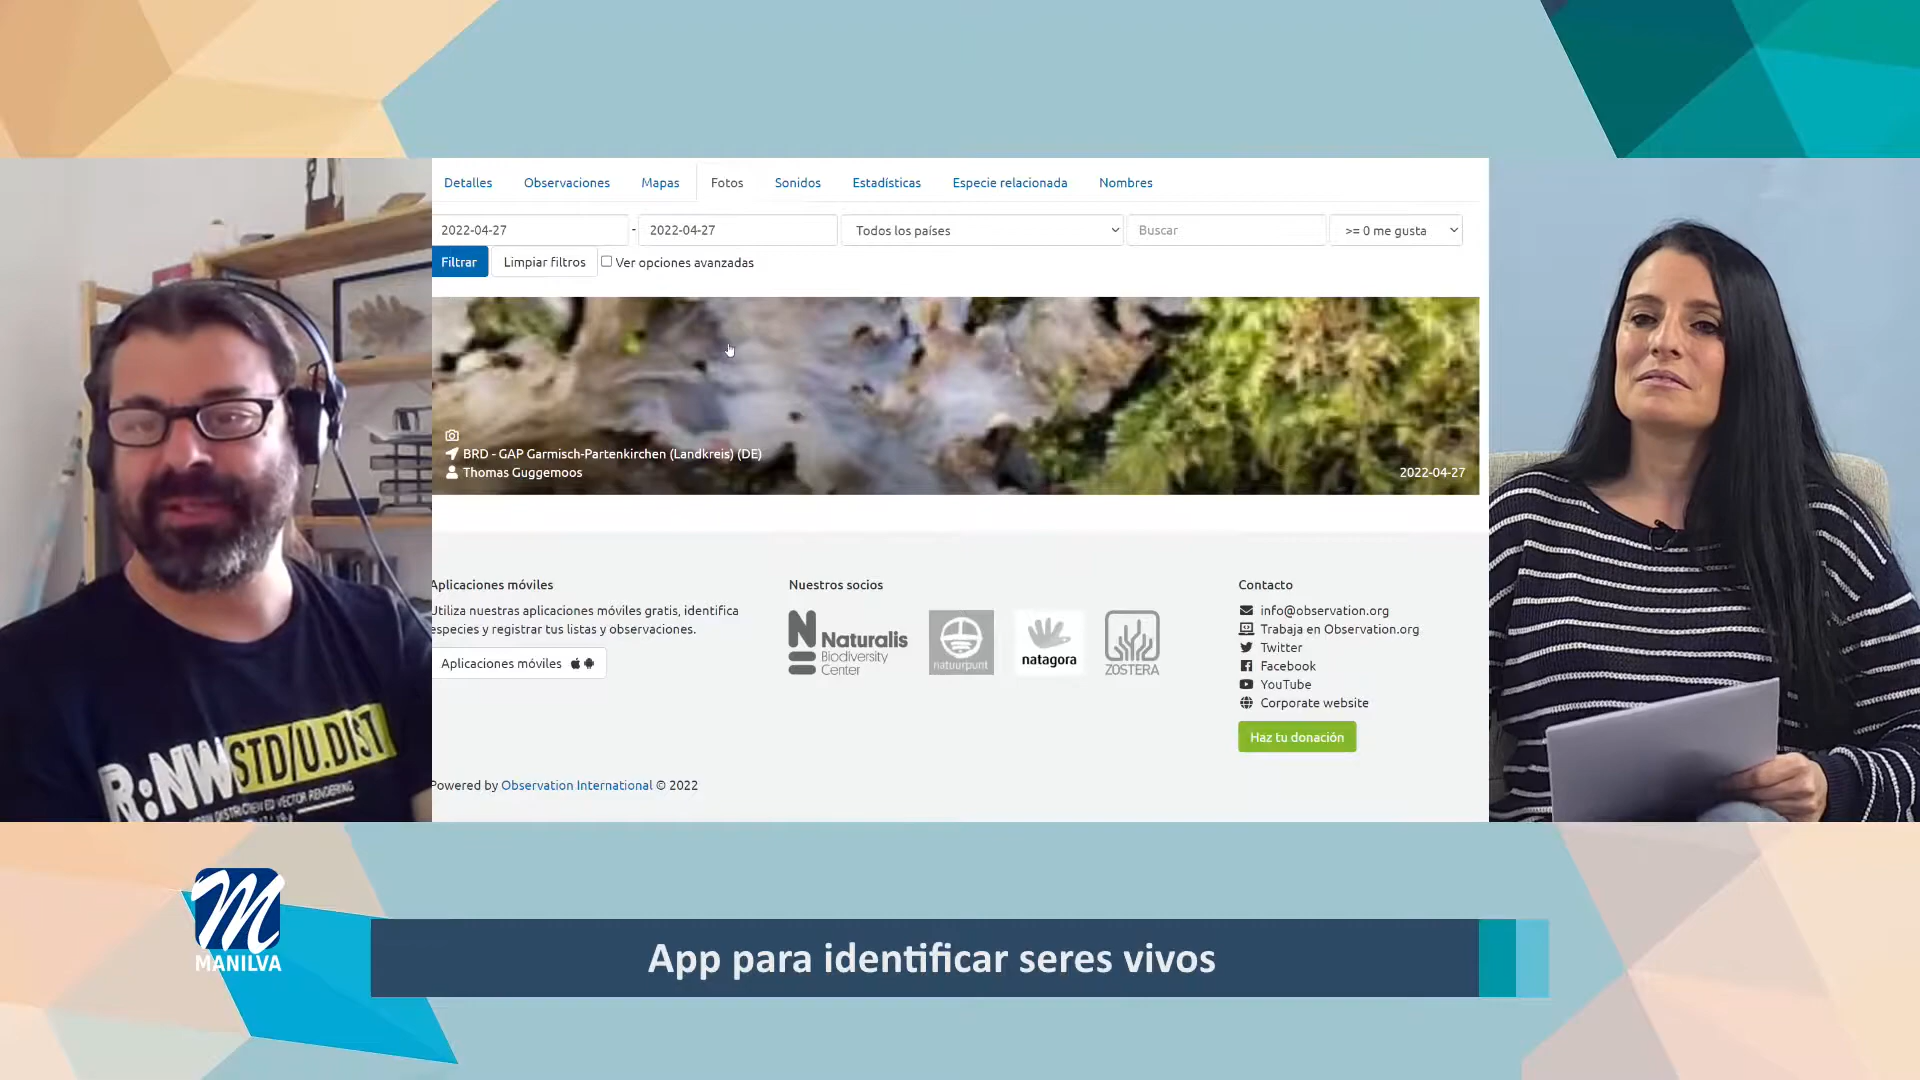 Detalles Observaciones Mapas Fotos Sonidos Estadísticas Especie relacionada Nombres
2022-04-27 - 2022-04-27 Todos los países Buscar >= 0 me gusta
Filtrar Limpiar filtros Ver opciones avanzadas
BRD - GAP Garmisch-Partenkirchen (Landkreis) (DE)
Thomas Guggemoos 2022-04-27
Aplicaciones móviles
Utiliza nuestras aplicaciones móviles gratis, identifica
especies y registrar tus listas y observaciones.
Aplicaciones móviles
Nuestros socios
Naturalis
Biodiversity
Center
natuurpunt
natagora
ZOSTERA
Contacto
info@observation.org
Trabaja en Observation.org
Twitter
Facebook
YouTube
Corporate website
Haz tu donación
Powered by Observation International © 2022
R:NWSTD/U.DIST
VECTOR RENDERING
M
MANILVA
App para identificar seres vivos